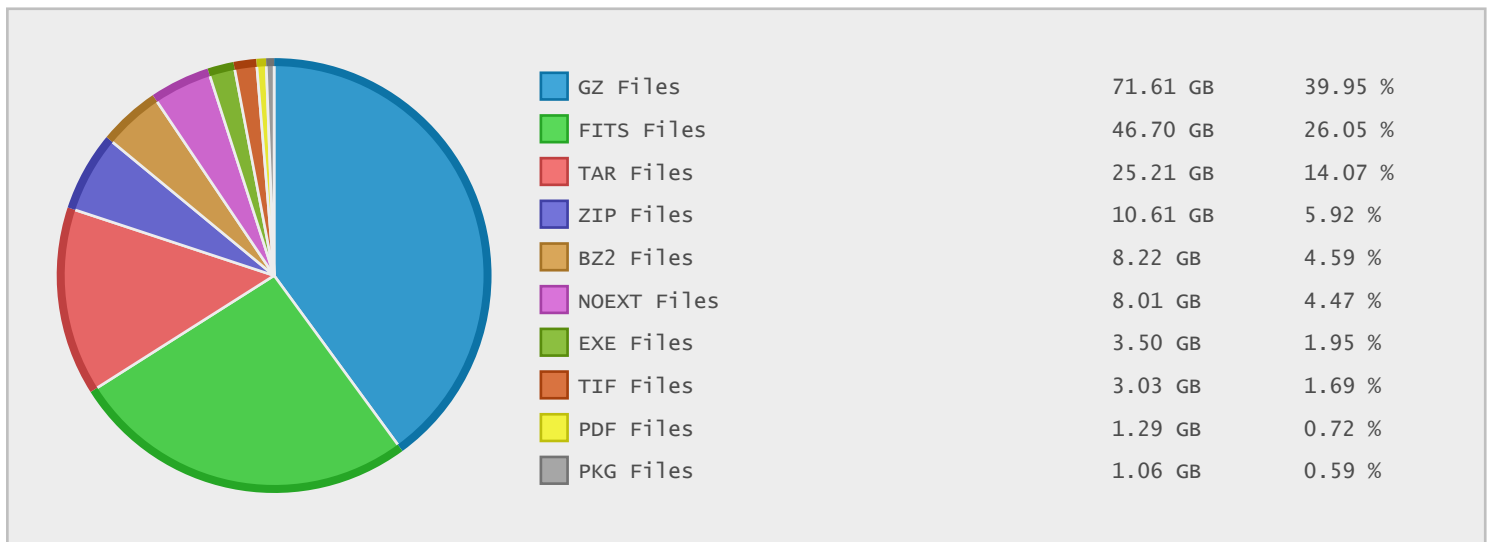 GZ Files 71.61 GB 39.95 %
FITS Files 46.70 GB 26.05 %
TAR Files 25.21 GB 14.07 %
ZIP Files 10.61 GB 5.92 %
BZ2 Files 8.22 GB 4.59 %
NOEXT Files 8.01 GB 4.47 %
EXE Files 3.50 GB 1.95 %
TIF Files 3.03 GB 1.69 %
PDF Files 1.29 GB 0.72 %
PKG Files 1.06 GB 0.59 %